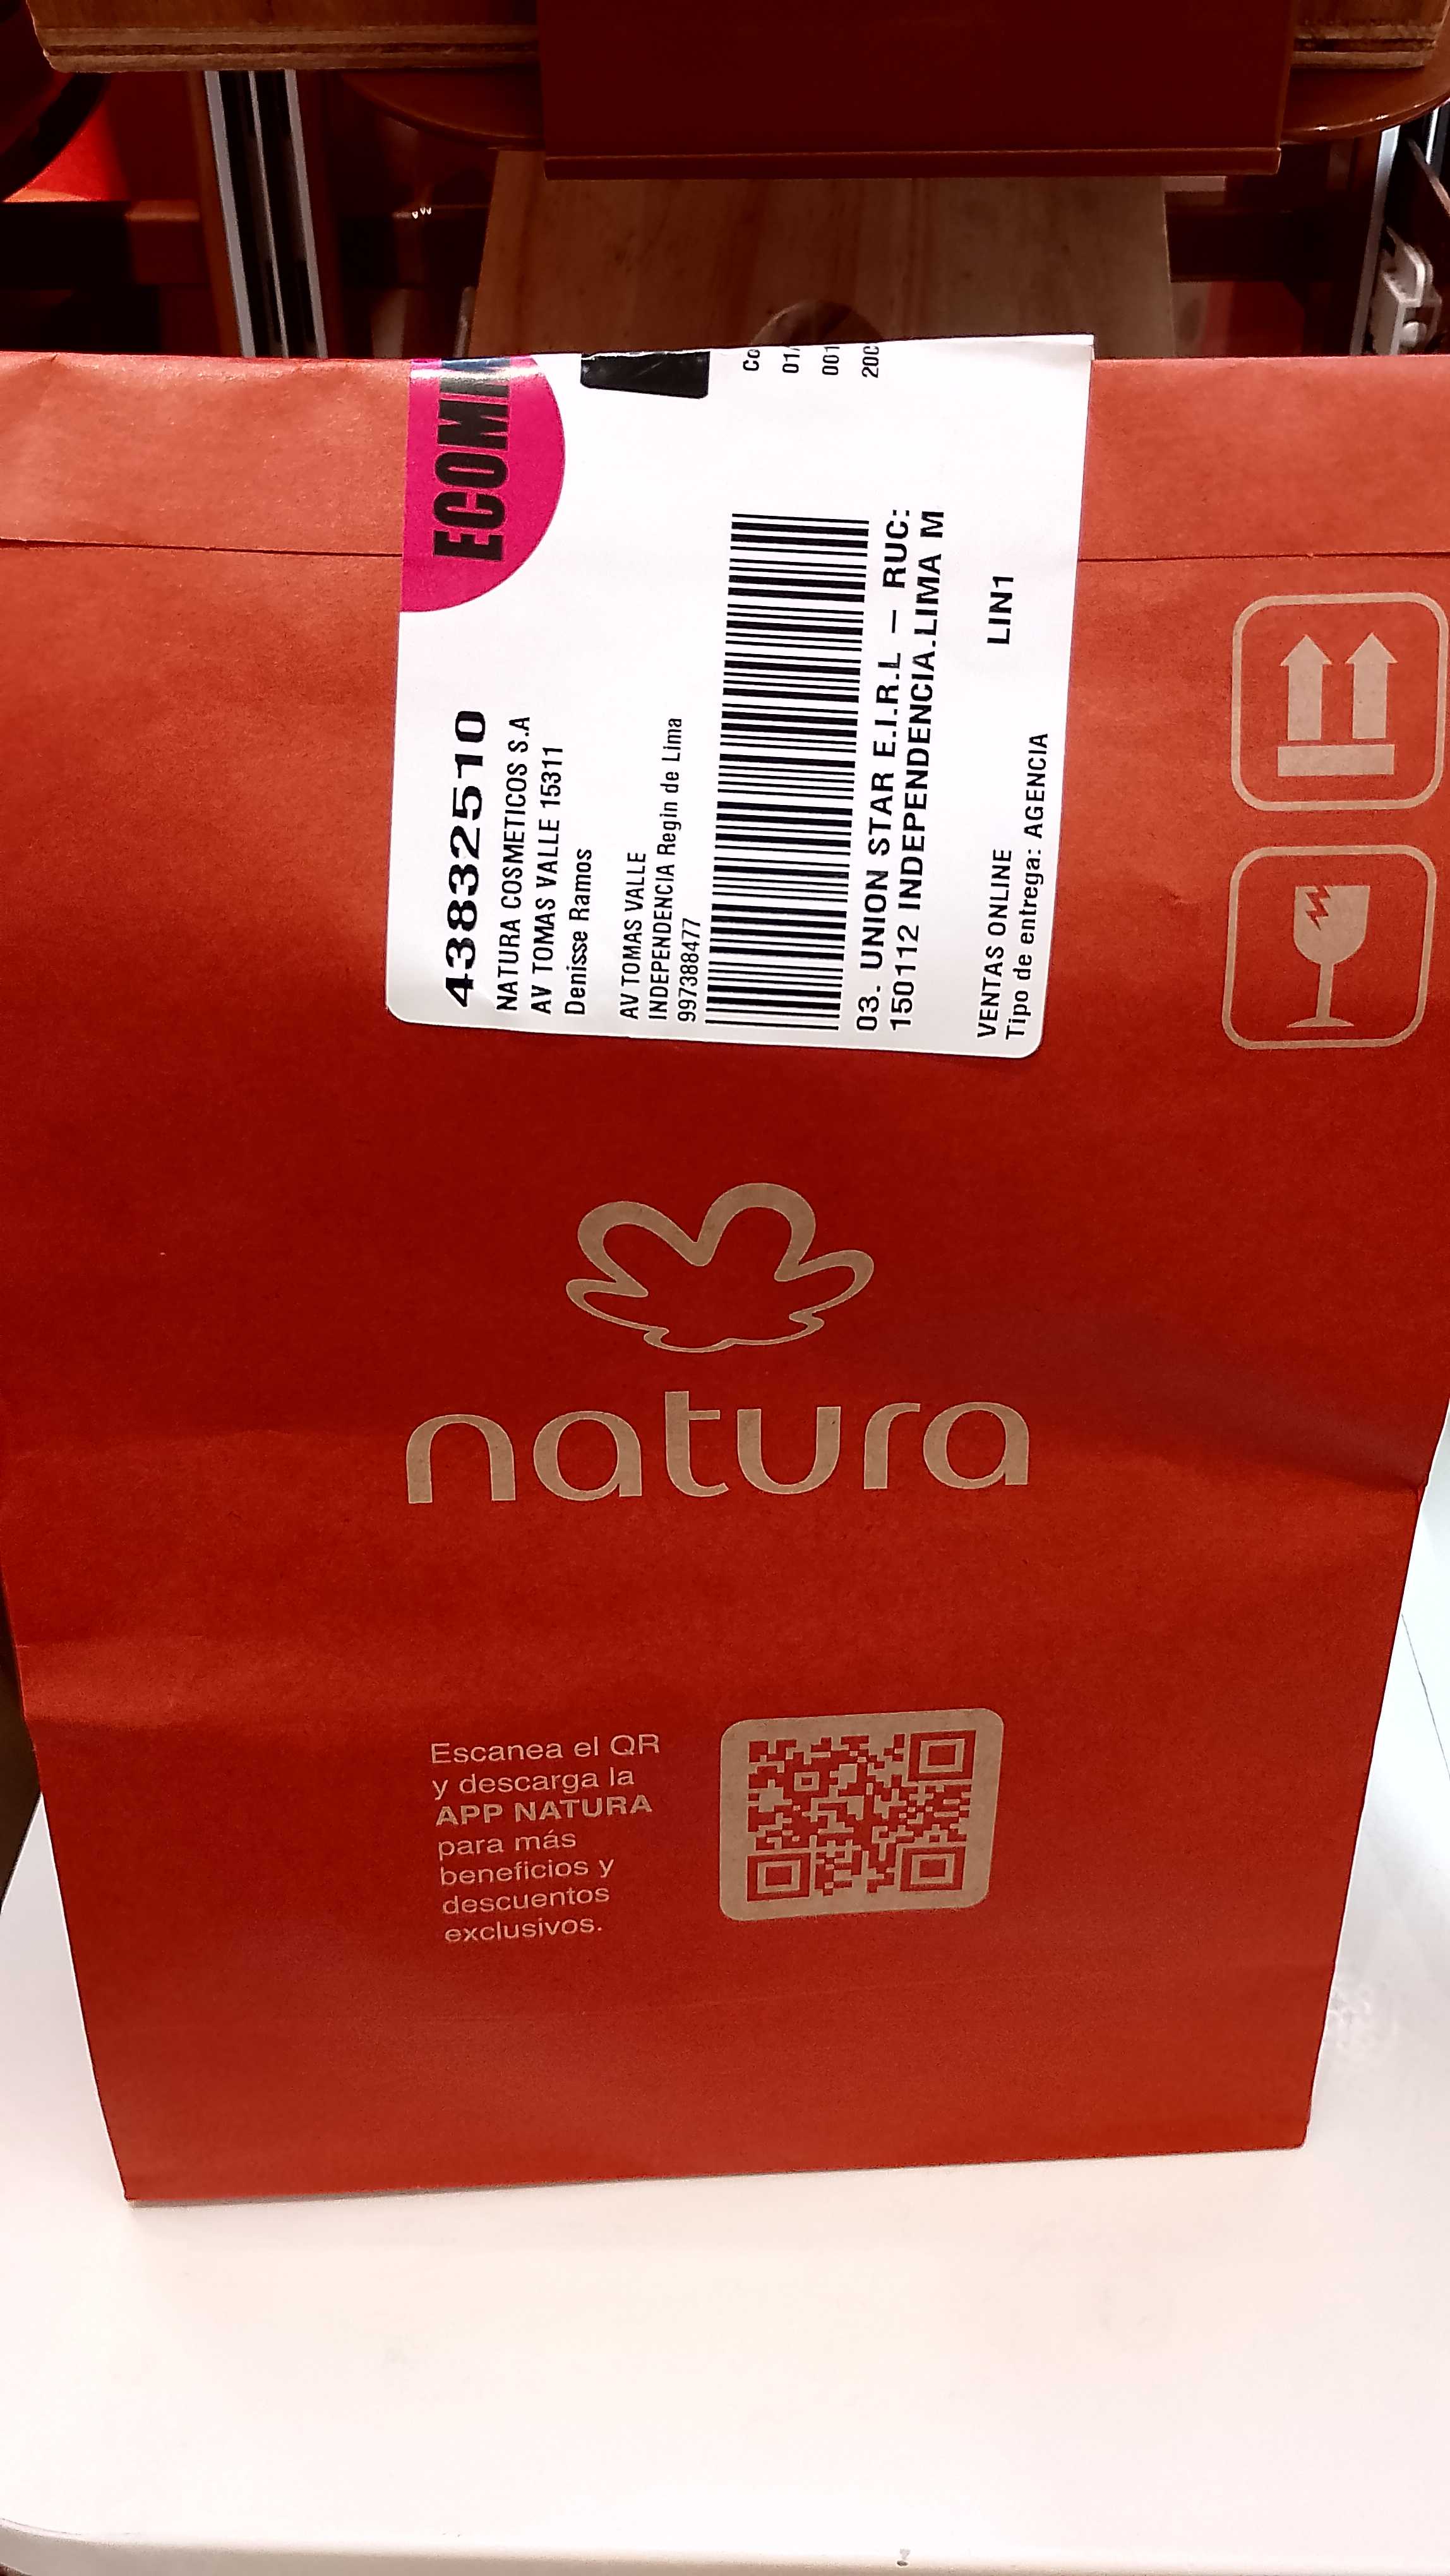 ECOM
438325​10
NATURA COSMETICOS S.A
AV TOMAS VALLE 15311
Denisse Ramos
AV TOMAS VALLE
INDEPENDENCIA Regin de Lima
997388477
03. UNION STAR E.I.R.L – RUC:
150112 INDEPENDENCIA.LIMA M
LIN1
VENTAS ONLINE
Tipo de entrega: AGENCIA
natura
Escanea el QR
y descarga la
APP NATURA
para más
beneficios y
descuentos
exclusivos.